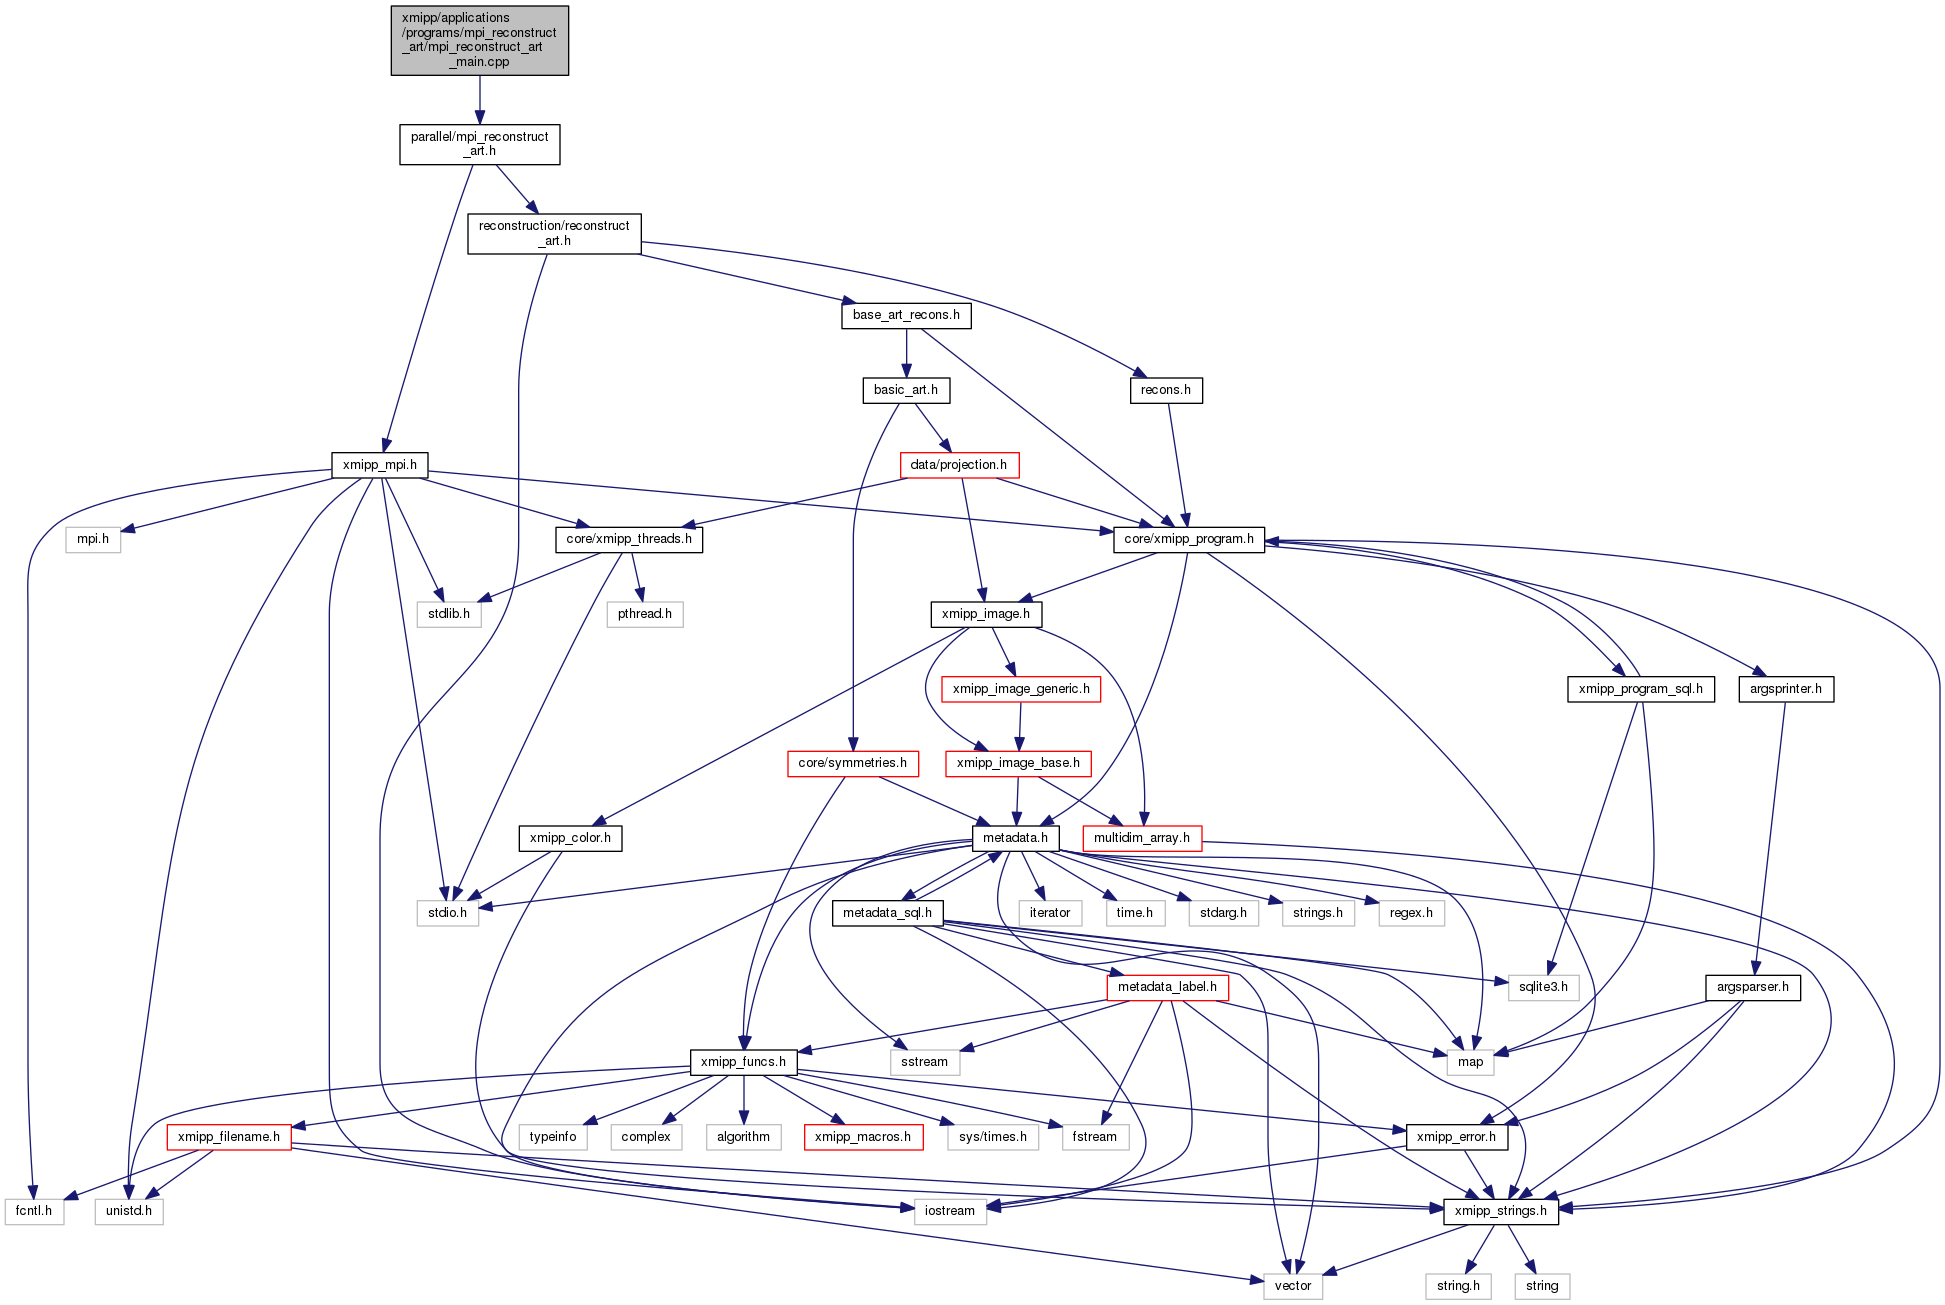 xmipp/applications
/programs/mpi_reconstruct
_art/mpi_reconstruct_art
_main.cpp
parallel/mpi_reconstruct
_art.h
reconstruction/reconstruct
_art.h
base_art_recons.h
basic_art.h
recons.h
xmipp_mpi.h
data/projection.h
mpi.h
core/xmipp_threads.h
core/xmipp_program.h
stdlib.h
pthread.h
xmipp_image.h
xmipp_image_generic.h
xmipp_program_sql.h
argsprinter.h
core/symmetries.h
xmipp_image_base.h
xmipp_color.h
metadata.h
multidim_array.h
stdio.h
metadata_sql.h
iterator
time.h
stdarg.h
strings.h
regex.h
metadata_label.h
sqlite3.h
argsparser.h
xmipp_funcs.h
sstream
map
xmipp_filename.h
typeinfo
complex
algorithm
xmipp_macros.h
sys/times.h
fstream
xmipp_error.h
fcntl.h
unistd.h
iostream
xmipp_strings.h
vector
string.h
string